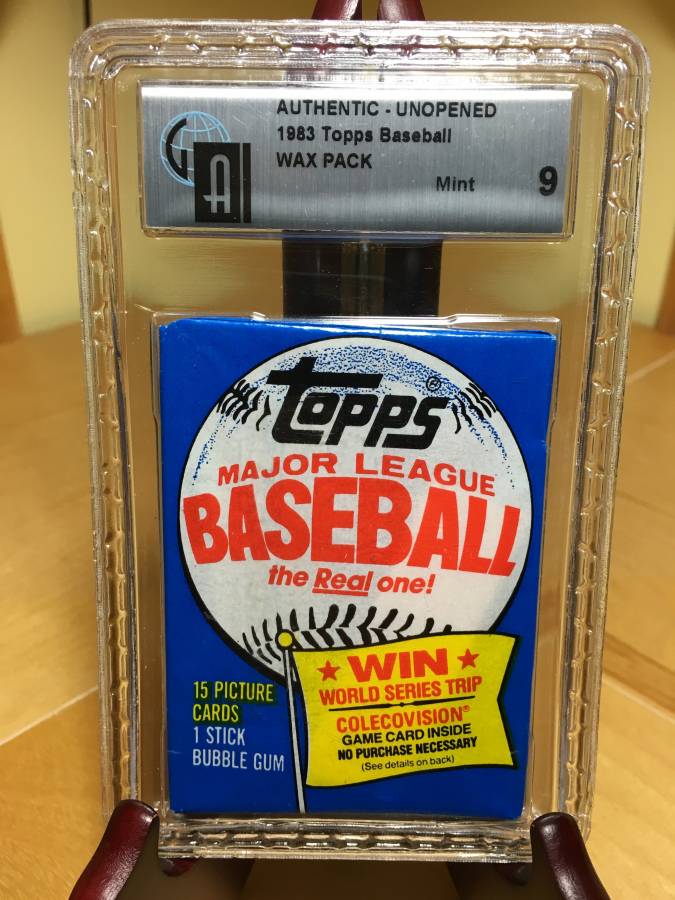 AUTHENTIC - UNOPENED
1983 Topps Baseball
WAX PACK
Mint 9
GA
topps®
MAJOR LEAGUE
BASEBALL
the Real one!
★ WIN ★
WORLD SERIES TRIP
COLECOVISION®
GAME CARD INSIDE
NO PURCHASE NECESSARY
(See details on back)
15 PICTURE
CARDS
1 STICK
BUBBLE GUM